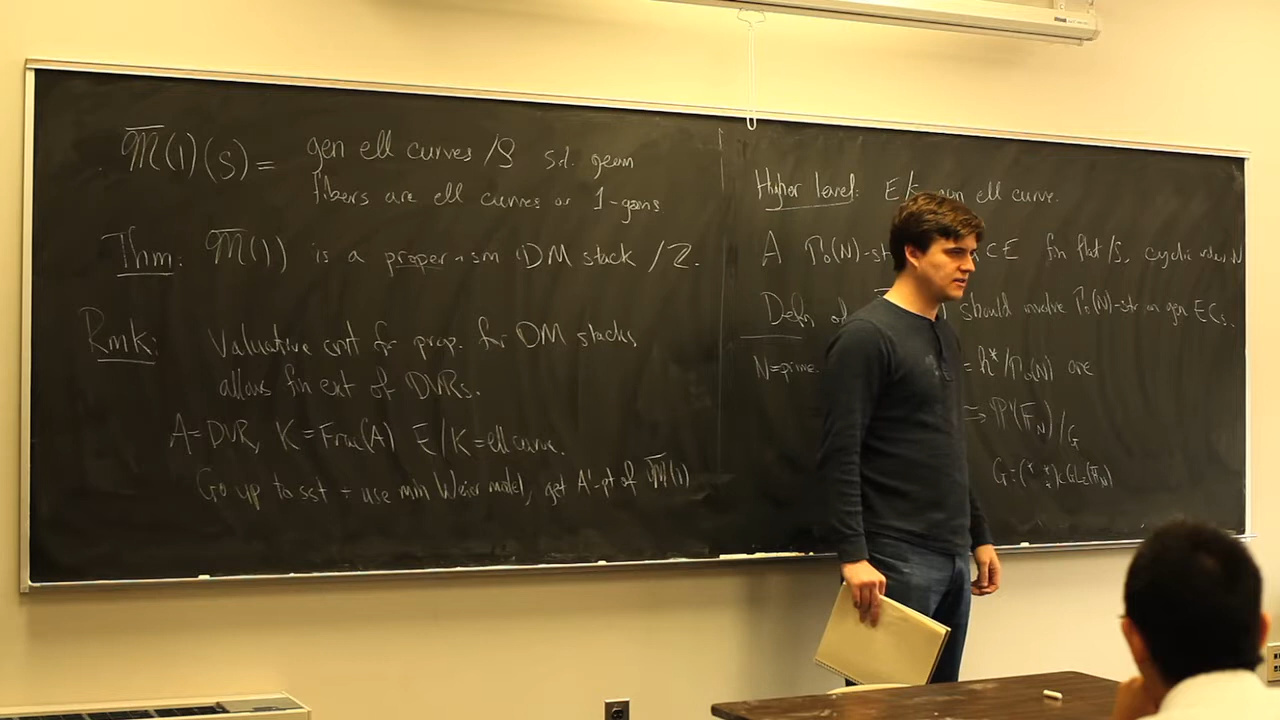 𝔐̅(1)(S) = gen ell curves /S s.t. geom
fibers are ell curves or 1-gons.
Thm: 𝔐̅(1) is a proper + sm DM stack /Z.
Rmk: Valuative crit for prop. for DM stacks
allows fin ext of DVRs.
A = DVR, K = Frac(A) E/K = ell curve.
Go up to sst + use min Weier model, get A'-pt of 𝔐̅(1)
Higher level: E/S gen ell curve.
A Γ₀(N)-st CE fin flat /S, cyclic order N
Defn of should involve Γ₀(N)-str on gen ECs.
N = prime. = h*/Γ₀(N) are
⇒ P¹(F_N)/G
G = (* * *) ⊂ GL₂(F_N)